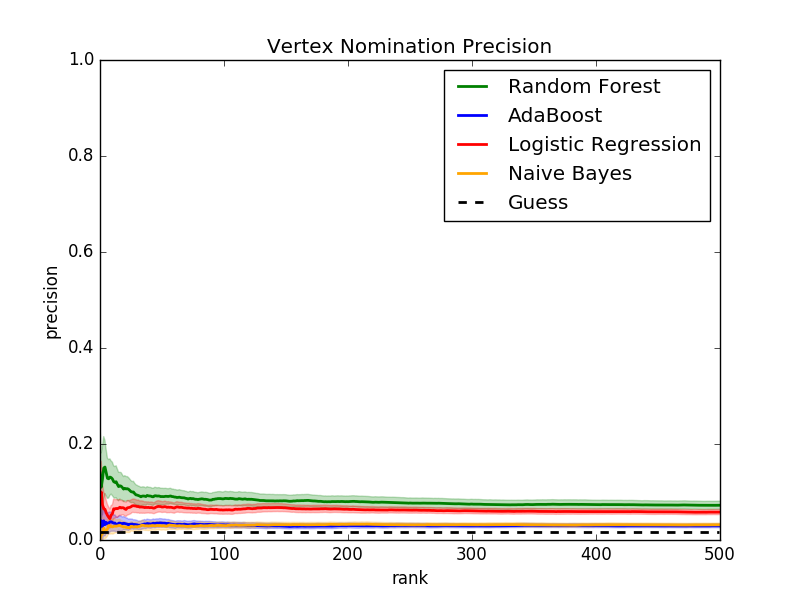 Vertex Nomination Precision
1.0
0.8
0.6
0.4
0.2
0.0
precision
Random Forest
AdaBoost
Logistic Regression
Naive Bayes
Guess
0
100
200
300
400
500
rank